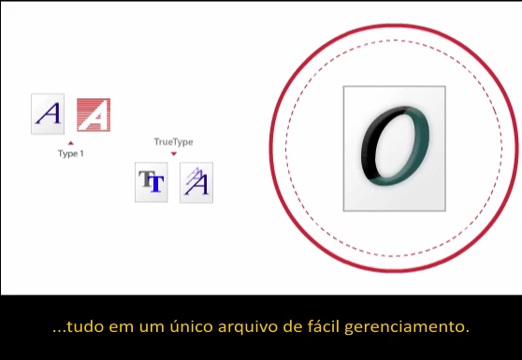 TrueType
Type 1
...tudo em um único arquivo de fácil gerenciamento.